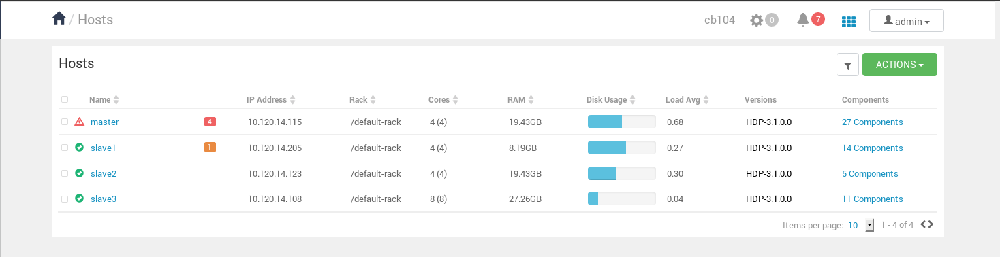 / Hosts cb104 0 7 admin
Hosts ACTIONS
Name IP Address Rack Cores RAM Disk Usage Load Avg Versions Components
master 4 10.120.14.115 /default-rack 4 (4) 19.43GB 0.68 HDP-3.1.0.0 27 Components
slave1 1 10.120.14.205 /default-rack 4 (4) 8.19GB 0.27 HDP-3.1.0.0 14 Components
slave2 10.120.14.123 /default-rack 4 (4) 19.43GB 0.30 HDP-3.1.0.0 5 Components
slave3 10.120.14.108 /default-rack 8 (8) 27.26GB 0.04 HDP-3.1.0.0 11 Components
Items per page: 10 1 - 4 of 4